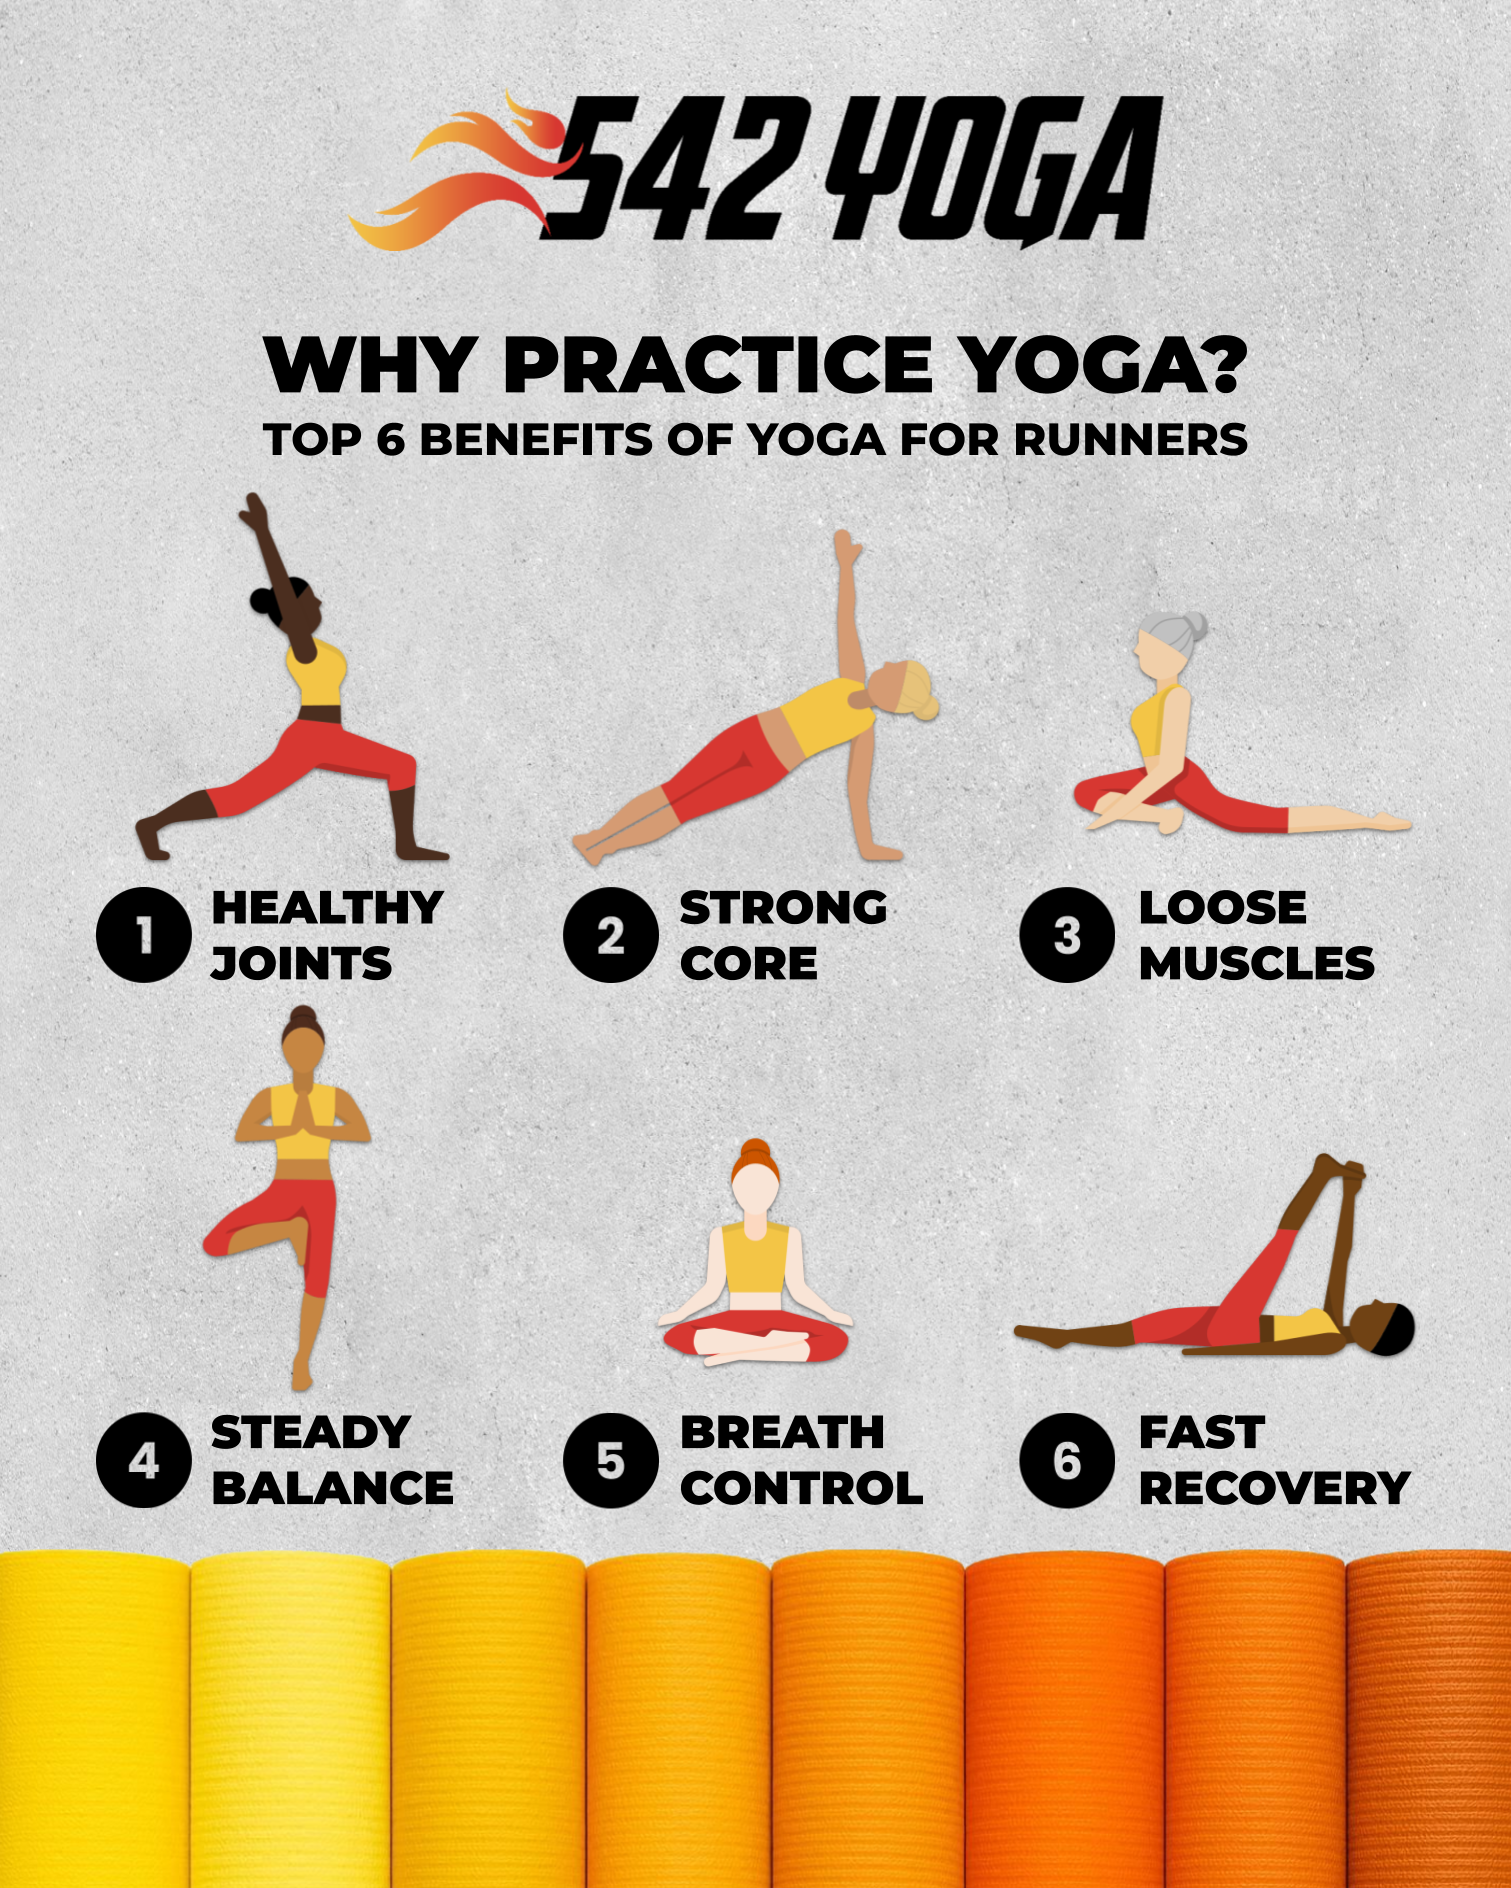 542 YOGA
WHY PRACTICE YOGA?
TOP 6 BENEFITS OF YOGA FOR RUNNERS
1 HEALTHY
JOINTS
2 STRONG
CORE
3 LOOSE
MUSCLES
4 STEADY
BALANCE
5 BREATH
CONTROL
6 FAST
RECOVERY